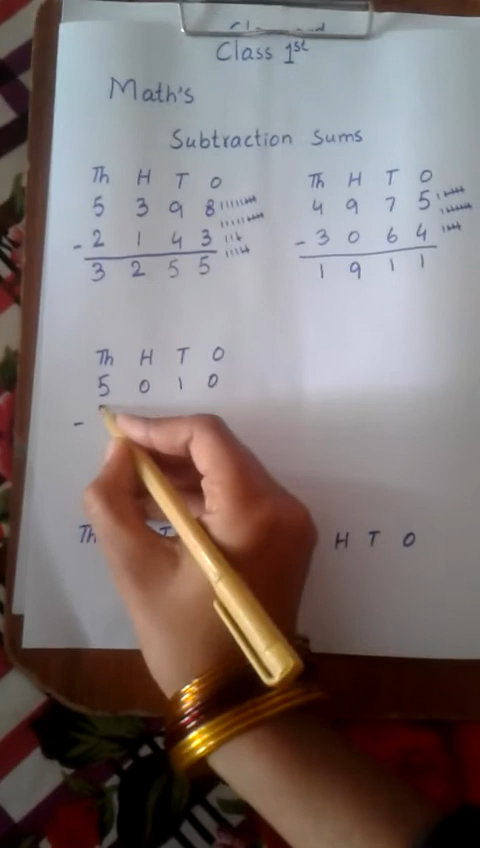 Class 1st
Math's
Subtraction Sums
Th H T O
5 3 9 8
- 2 1 4 3
3 2 5 5
Th H T O
4 9 7 5
- 3 0 6 4
1 9 1 1
Th H T O
5 0 1 0
-
Th
H T O